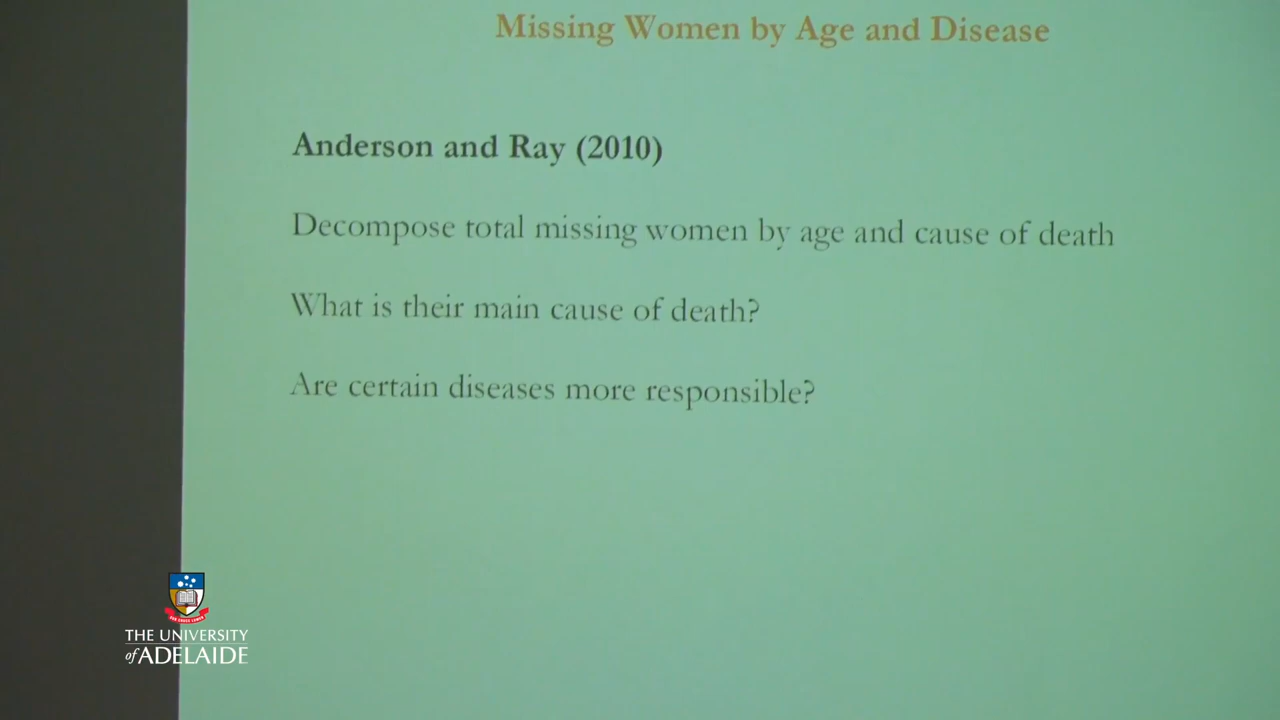 Missing Women by Age and Disease
Anderson and Ray (2010)
Decompose total missing women by age and cause of death
What is their main cause of death?
Are certain diseases more responsible?
THE UNIVERSITY
of ADELAIDE